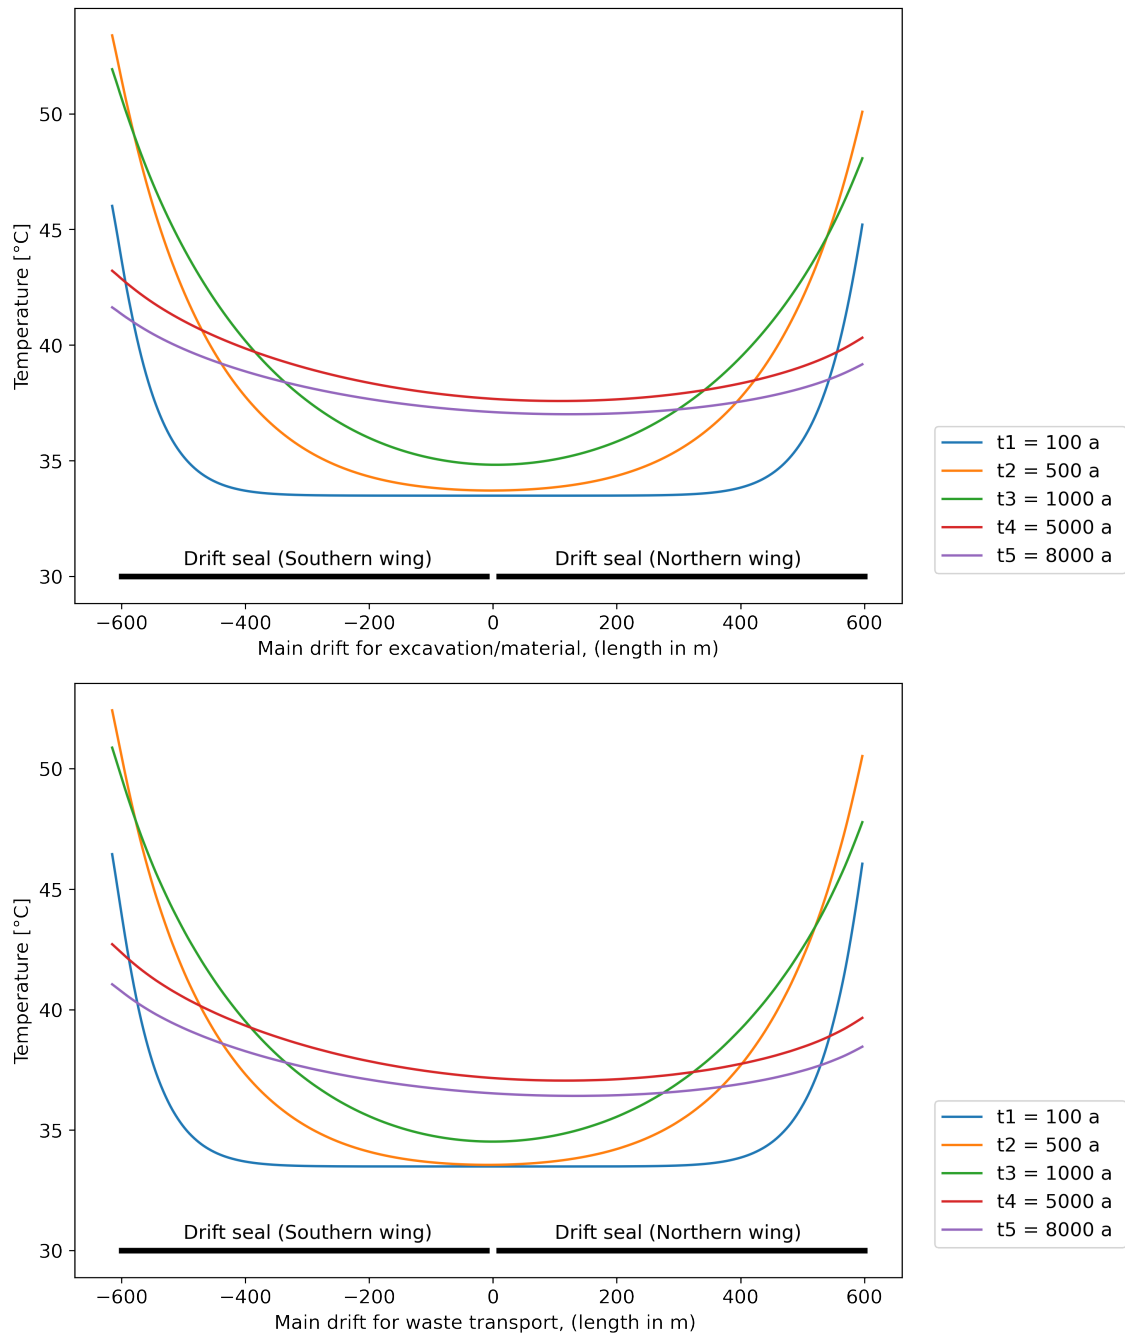 50
45
40
35
30
Temperature [°C]
Drift seal (Southern wing)
Drift seal (Northern wing)
−600
−400
−200
0
200
400
600
Main drift for excavation/material, (length in m)
t1 = 100 a
t2 = 500 a
t3 = 1000 a
t4 = 5000 a
t5 = 8000 a
50
45
40
35
30
Temperature [°C]
Drift seal (Southern wing)
Drift seal (Northern wing)
−600
−400
−200
0
200
400
600
Main drift for waste transport, (length in m)
t1 = 100 a
t2 = 500 a
t3 = 1000 a
t4 = 5000 a
t5 = 8000 a